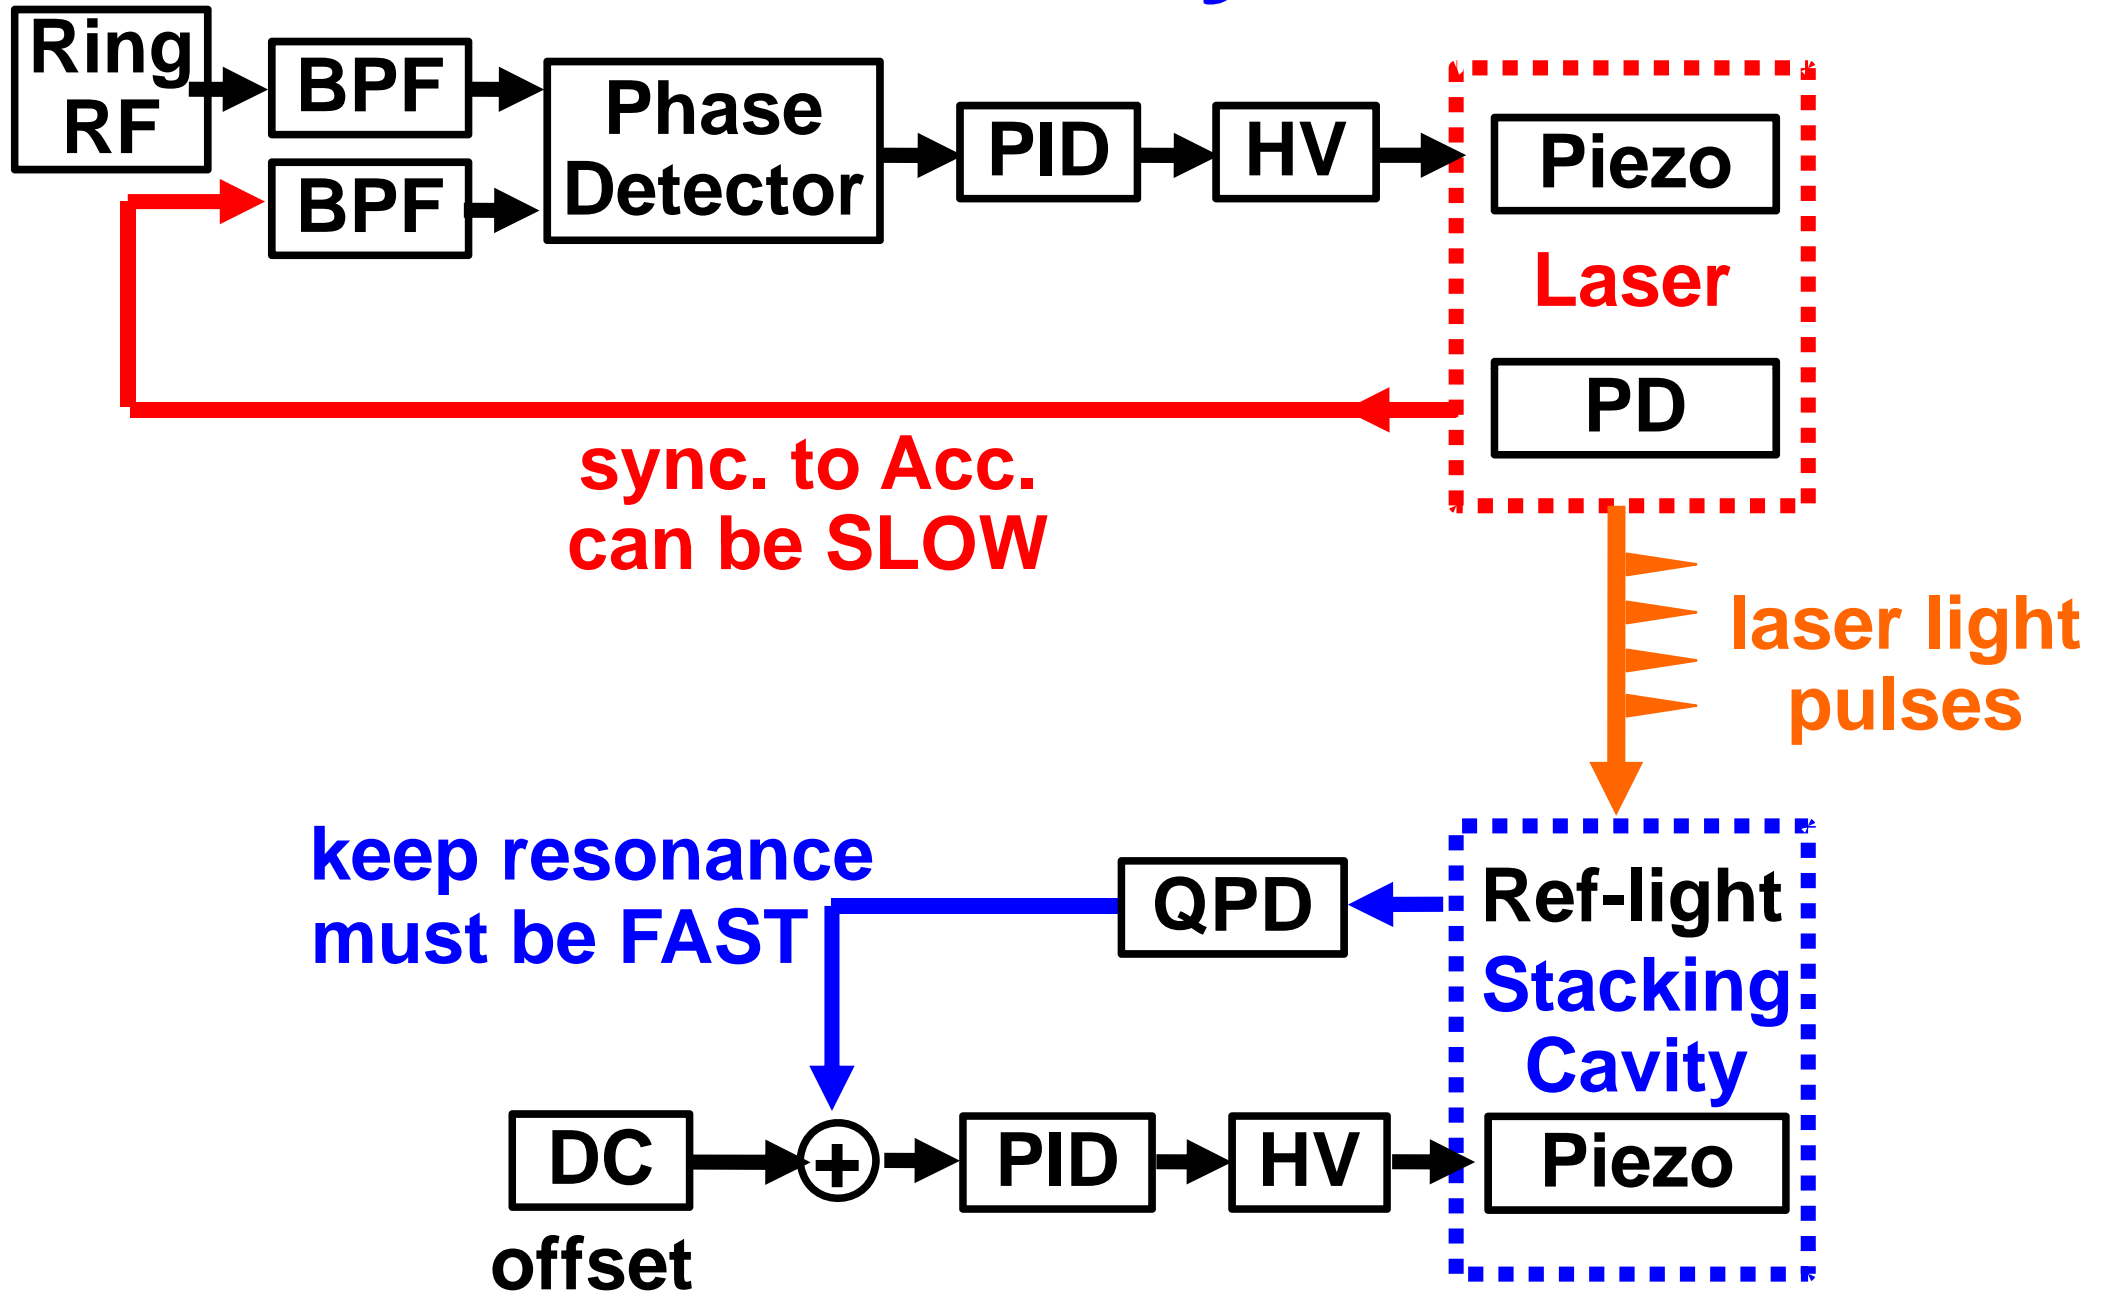 Ring
RF
BPF
BPF
Phase
Detector
PID
HV
Piezo
Laser
PD
sync. to Acc.
can be SLOW
laser light
pulses
keep resonance
must be FAST
QPD
Ref-light
Stacking
Cavity
DC
+
PID
HV
Piezo
offset